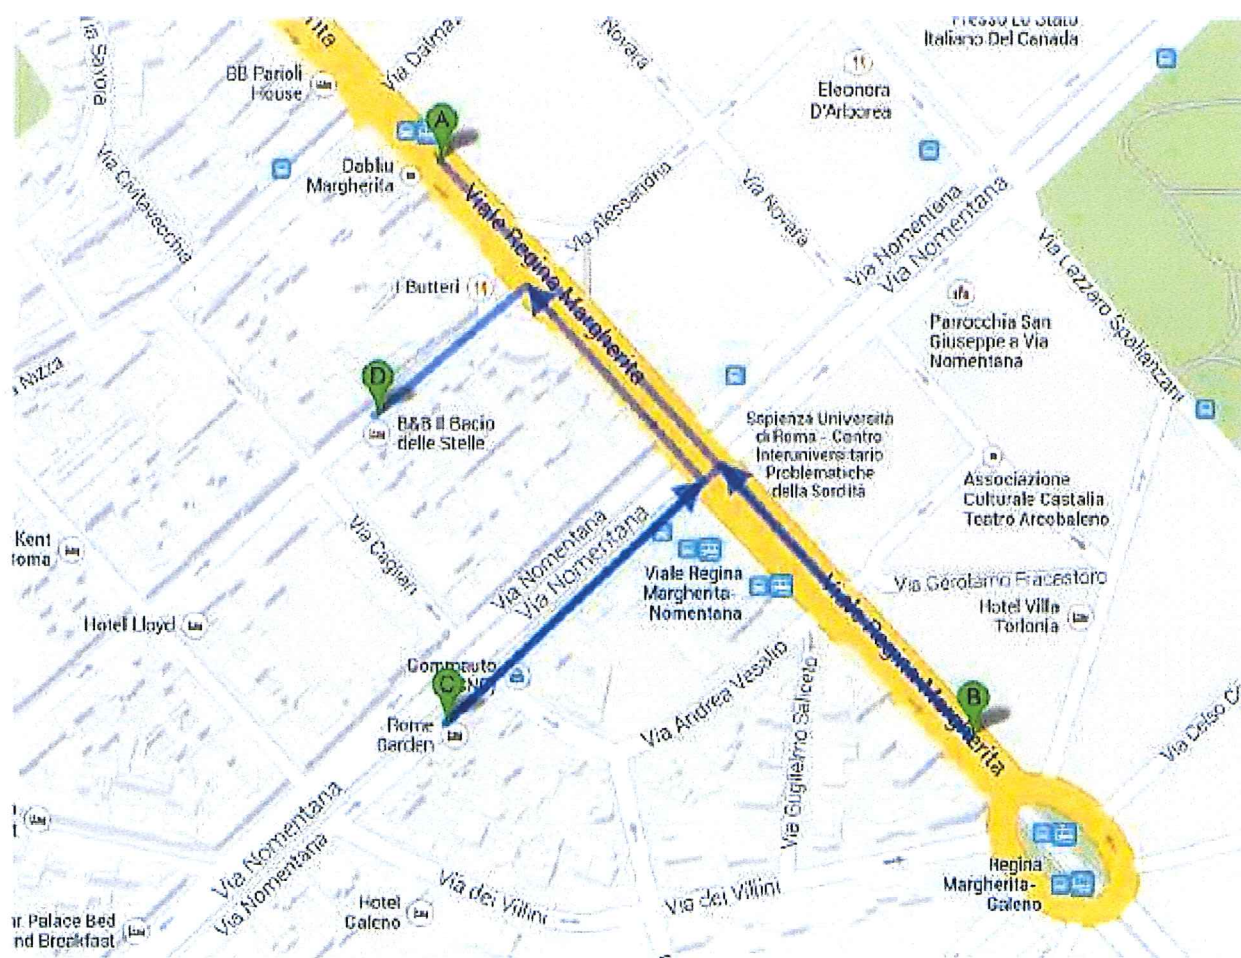 Via Savoia
BB Parioli
House
Via Dalmaz
Novara
Presso Lo Stato
Italiano Del Canada
Eleonora
D'Arborea
A
Dabliu
Margherita
Via Civitavecchia
Viale Regina Margherita
Via Alessandria
Via Novara
Via Nomentana
Via Nomentana
Via Lazzaro Spallanzani
I Butteri
Parrocchia San
Giuseppe a Via
Nomentana
Nizza
D
B&B Il Bacio
delle Stelle
Sapienza Università
di Roma - Centro
Interuniversitario
Problematiche
della Sordità
Associazione
Culturale Castalia
Teatro Arcobaleno
Kent
Roma
Via Cagliari
Via Nomentana
Via Nomentana
Viale Regina
Margherita-
Nomentana
Via Gerolamo Fracastoro
Hotel Villa
Torlonia
Hotel Lloyd
Viale Regina Margherita
C
Rome
Garden
Via Andrea Vesalio
Via Guglielmo Saliceto
B
Via Celso
Via Nomentana
Via Nomentana
Via dei Villini
Via dei Villini
Regina
Margherita-
Galeno
Hotel
Galeno
Palace Bed
nd Breakfast